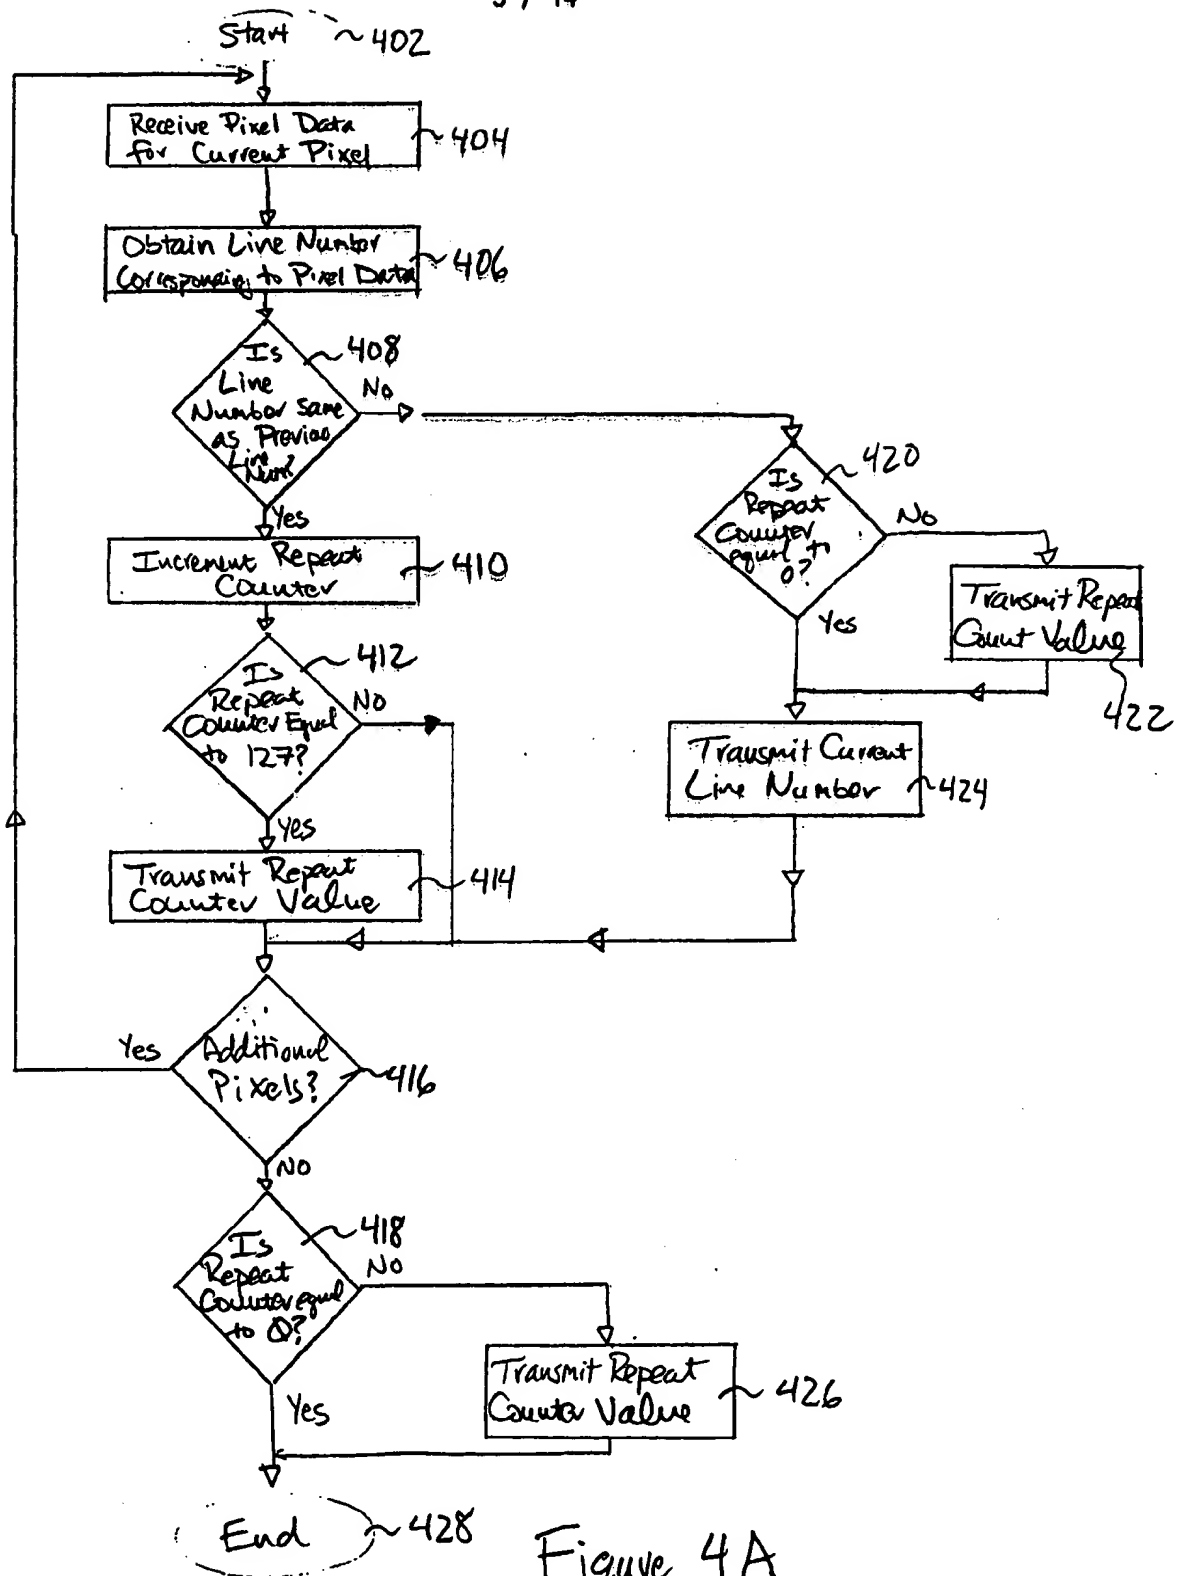 Start
402
Receive Pixel Data
for Current Pixel
404
Obtain Line Number
Corresponding to Pixel Data
406
Is
Line
Number same
as Previous
Line
Num?
408
No
Yes
Increment Repeat
Counter
410
Is
Repeat
Counter Equal
to 127?
412
No
Yes
Transmit Repeat
Counter Value
414
Is
Repeat
Counter
equal to
0?
420
No
Yes
Transmit Repeat
Count Value
422
Transmit Current
Line Number
424
Additional
Pixels?
416
Yes
No
Is
Repeat
Counter equal
to 0?
418
No
Yes
Transmit Repeat
Counter Value
426
End
428
Figure 4A